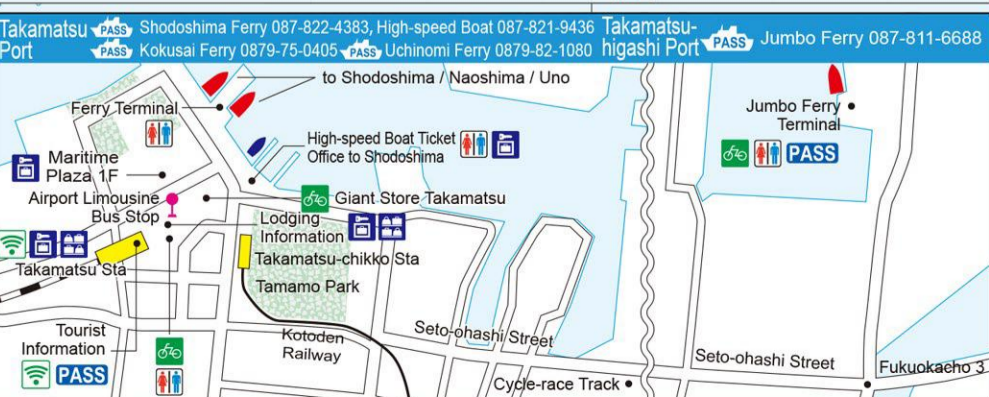 Takamatsu Port
PASS Shodoshima Ferry 087-822-4383, High-speed Boat 087-821-9436
PASS Kokusai Ferry 0879-75-0405 PASS Uchinomi Ferry 0879-82-1080
Takamatsu-
higashi Port
PASS Jumbo Ferry 087-811-6688
to Shodoshima / Naoshima / Uno
Ferry Terminal
High-speed Boat Ticket
Office to Shodoshima
Maritime
Plaza 1F
Airport Limousine
Bus Stop
Giant Store Takamatsu
Lodging
Information
Takamatsu Sta
Takamatsu-chikko Sta
Tamamo Park
Tourist
Information
PASS
Kotoden
Railway
Seto-ohashi Street
Cycle-race Track
Jumbo Ferry
Terminal
PASS
Seto-ohashi Street
Fukuokacho 3